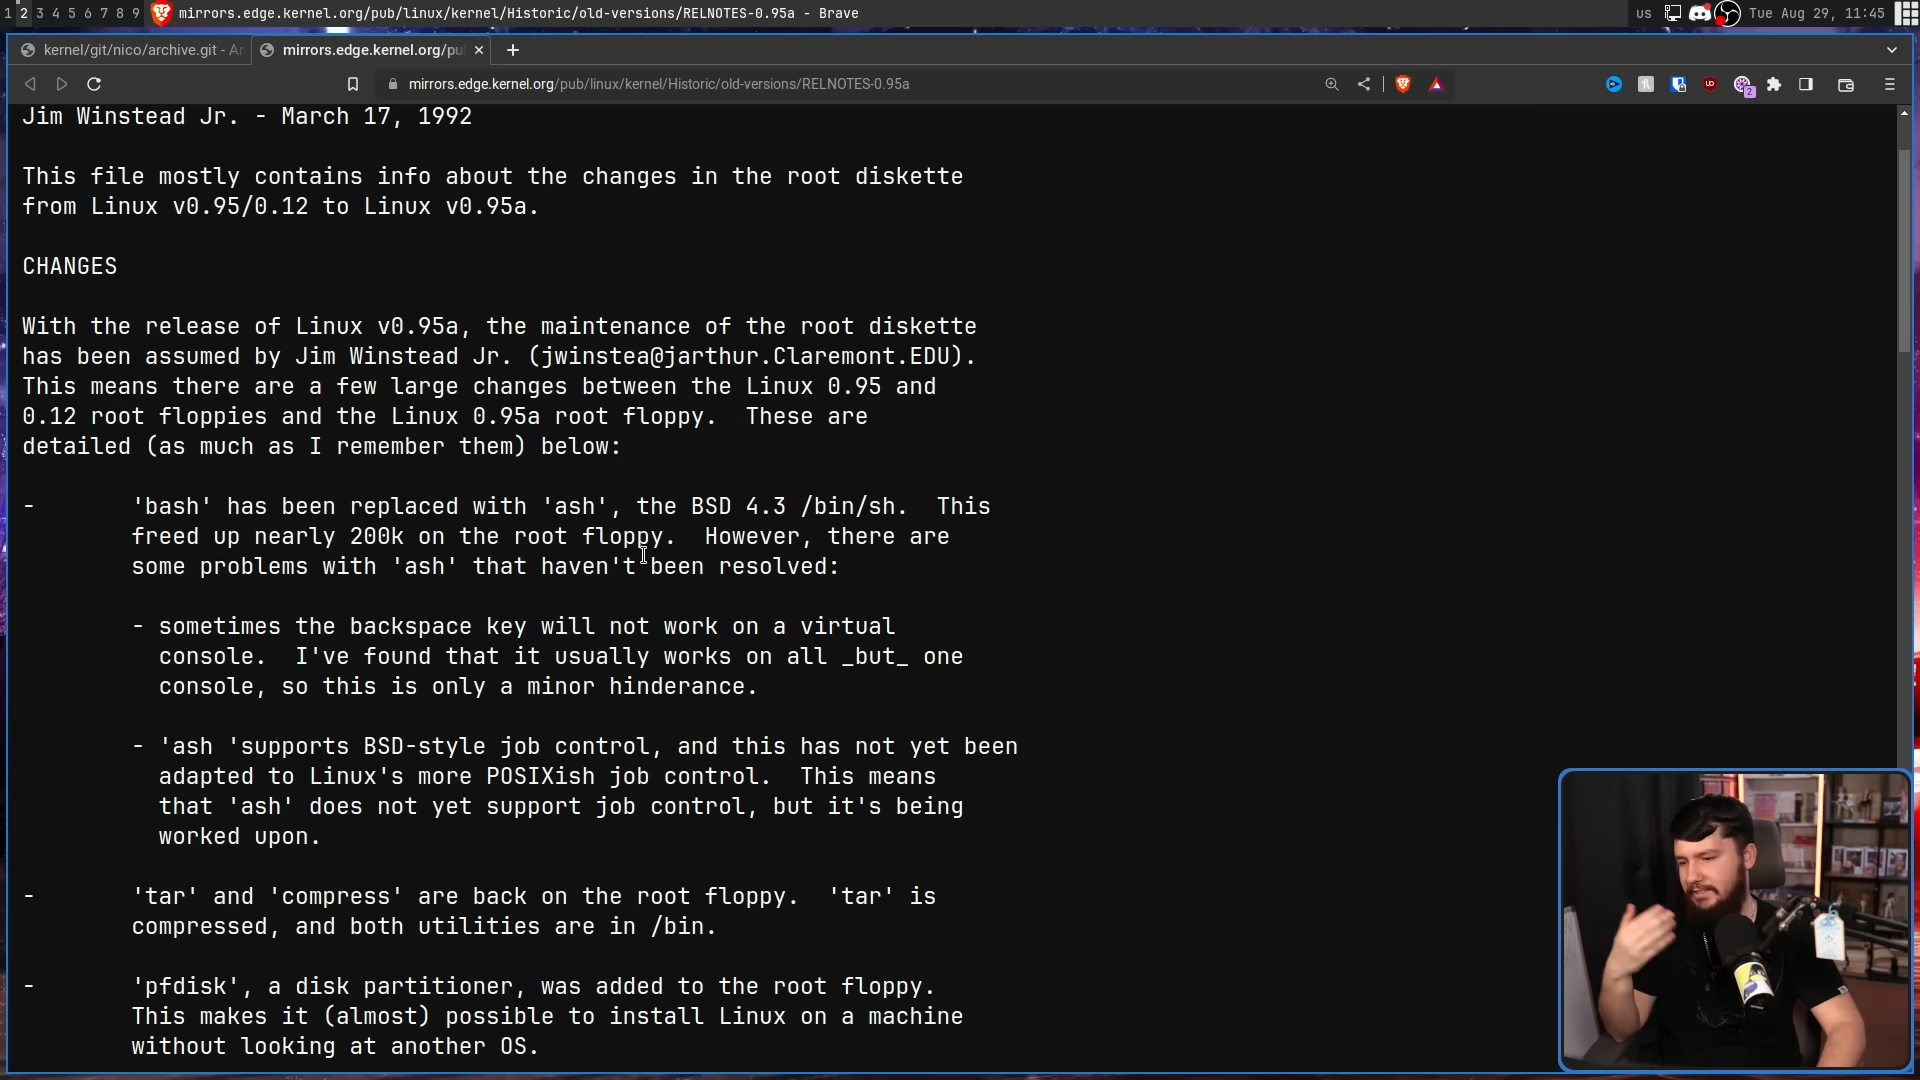 1 2 3 4 5 6 7 8 9 mirrors.edge.kernel.org/pub/linux/kernel/Historic/old-versions/RELNOTES-0.95a - Brave us Tue Aug 29, 11:45
kernel/git/nico/archive.git - Ar mirrors.edge.kernel.org/pu
mirrors.edge.kernel.org/pub/linux/kernel/Historic/old-versions/RELNOTES-0.95a 2
Jim Winstead Jr. - March 17, 1992
This file mostly contains info about the changes in the root diskette
from Linux v0.95/0.12 to Linux v0.95a.
CHANGES
With the release of Linux v0.95a, the maintenance of the root diskette
has been assumed by Jim Winstead Jr. (jwinstea@jarthur.Claremont.EDU).
This means there are a few large changes between the Linux 0.95 and
0.12 root floppies and the Linux 0.95a root floppy.  These are
detailed (as much as I remember them) below:
- 'bash' has been replaced with 'ash', the BSD 4.3 /bin/sh.  This
freed up nearly 200k on the root floppy.  However, there are
some problems with 'ash' that haven't been resolved:
- sometimes the backspace key will not work on a virtual
console.  I've found that it usually works on all _but_ one
console, so this is only a minor hinderance.
- 'ash 'supports BSD-style job control, and this has not yet been
adapted to Linux's more POSIXish job control.  This means
that 'ash' does not yet support job control, but it's being
worked upon.
- 'tar' and 'compress' are back on the root floppy.  'tar' is
compressed, and both utilities are in /bin.
- 'pfdisk', a disk partitioner, was added to the root floppy.
This makes it (almost) possible to install Linux on a machine
without looking at another OS.